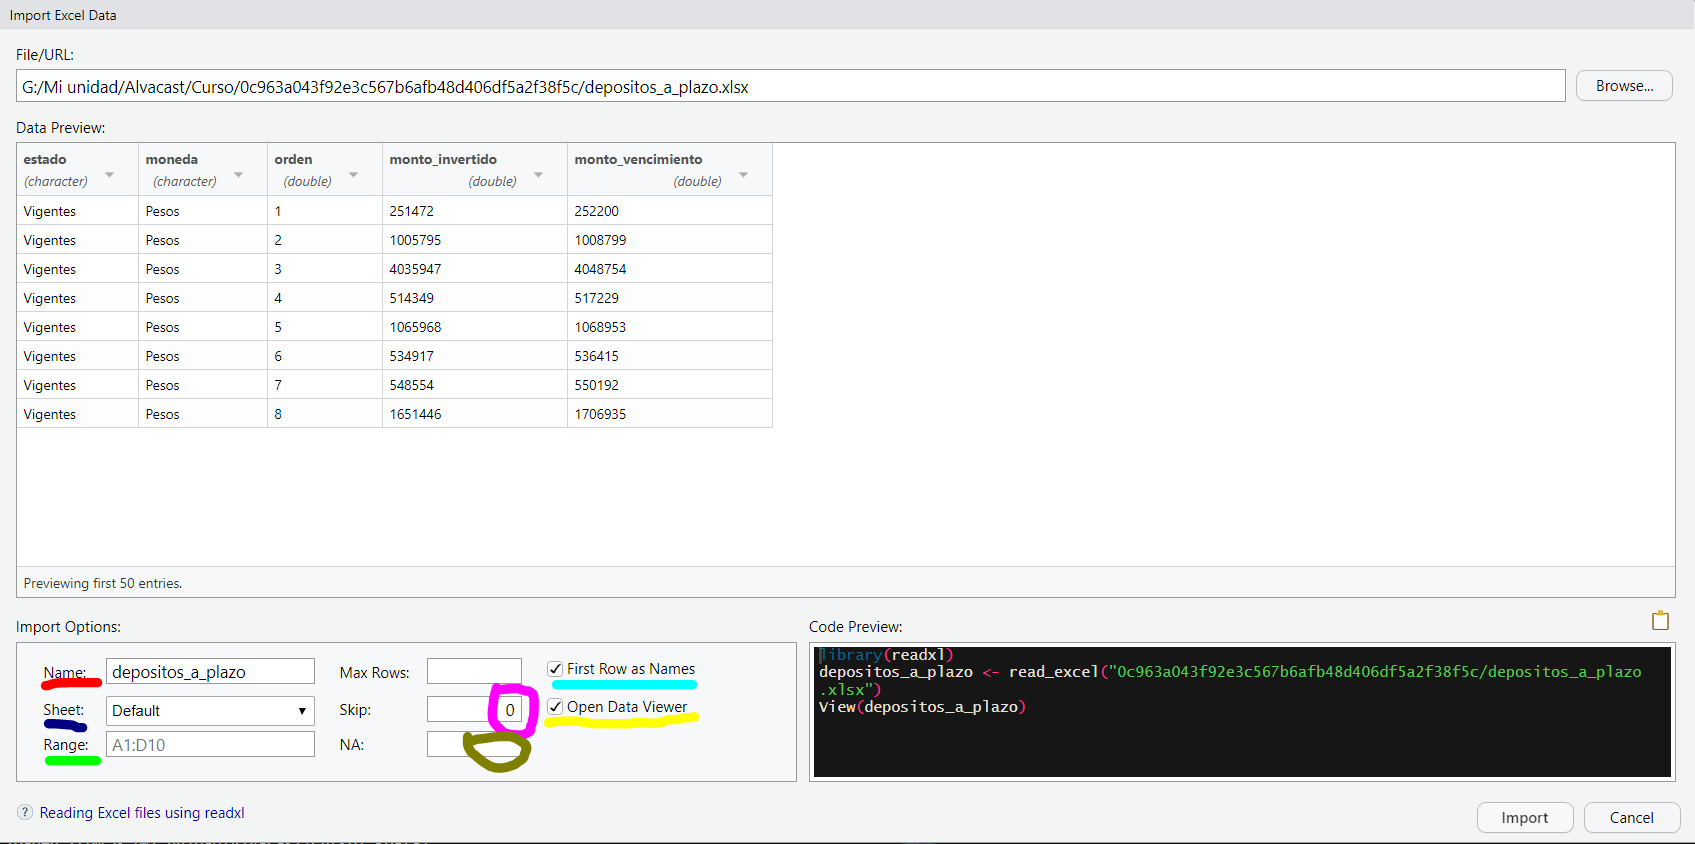 Import Excel Data
File/URL:
G:/Mi unidad/Alvacast/Curso/0c963a043f92e3c567b6afb48d406df5a2f38f5c/depositos_a_plazo.xlsx
Browse...
Data Preview:
estado moneda orden monto_invertido monto_vencimiento
(character) (character) (double) (double) (double)
Vigentes Pesos 1 251472 252200
Vigentes Pesos 2 1005795 1008799
Vigentes Pesos 3 4035947 4048754
Vigentes Pesos 4 514349 517229
Vigentes Pesos 5 1065968 1068953
Vigentes Pesos 6 534917 536415
Vigentes Pesos 7 548554 550192
Vigentes Pesos 8 1651446 1706935
Previewing first 50 entries.
Import Options:
Name: depositos_a_plazo Max Rows: First Row as Names
Sheet: Default Skip: 0 Open Data Viewer
Range: A1:D10 NA:
Code Preview:
library(readxl)
depositos_a_plazo <- read_excel("0c963a043f92e3c567b6afb48d406df5a2f38f5c/depositos_a_plazo
.xlsx")
View(depositos_a_plazo)
? Reading Excel files using readxl
Import Cancel